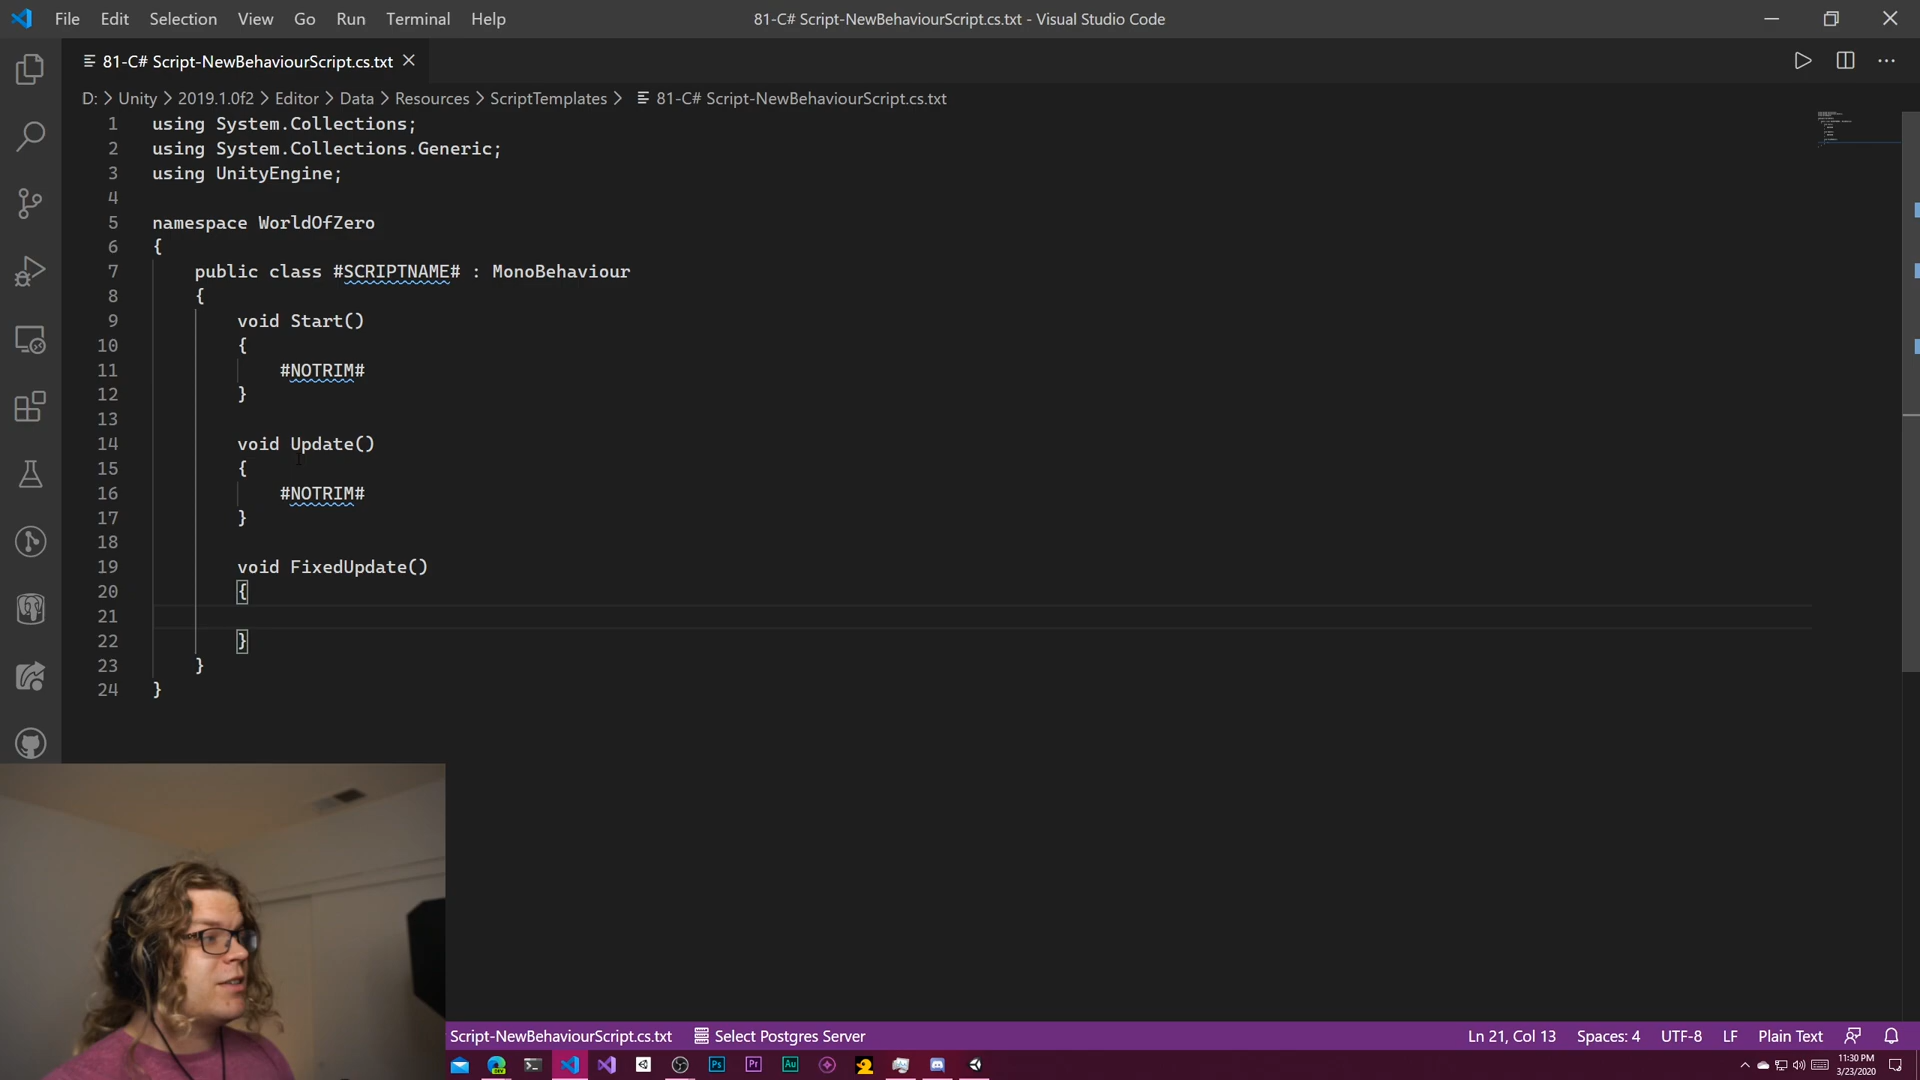 File Edit Selection View Go Run Terminal Help
81-C# Script-NewBehaviourScript.cs.txt - Visual Studio Code
81-C# Script-NewBehaviourScript.cs.txt
D: > Unity > 2019.1.0f2 > Editor > Data > Resources > ScriptTemplates > 81-C# Script-NewBehaviourScript.cs.txt
1 using System.Collections;
2 using System.Collections.Generic;
3 using UnityEngine;
4
5 namespace WorldOfZero
6 {
7 public class #SCRIPTNAME# : MonoBehaviour
8 {
9 void Start()
10 {
11 #NOTRIM#
12 }
13
14 void Update()
15 {
16 #NOTRIM#
17 }
18
19 void FixedUpdate()
20 {
21
22 }
23 }
24 }
Script-NewBehaviourScript.cs.txt Select Postgres Server Ln 21, Col 13 Spaces: 4 UTF-8 LF Plain Text
Ps Pr Au
11:30 PM
3/23/2020